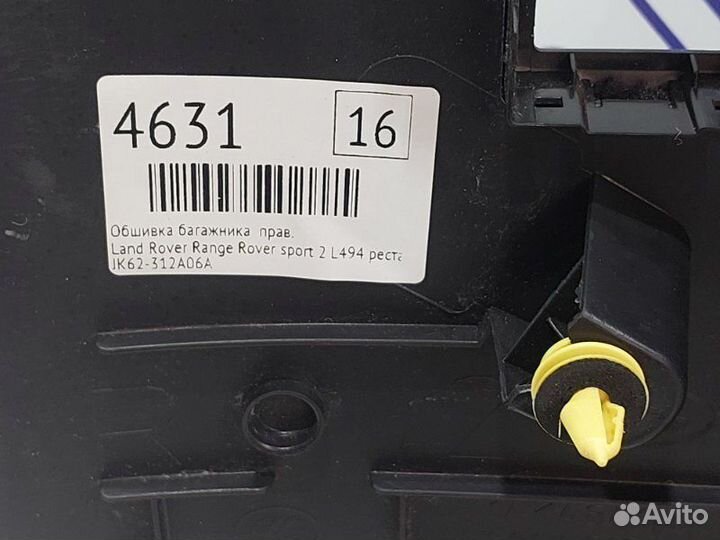 4631
16
Обшивка багажника прав.
Land Rover Range Rover sport 2 L494 реста
JK62-312A06A
Avito